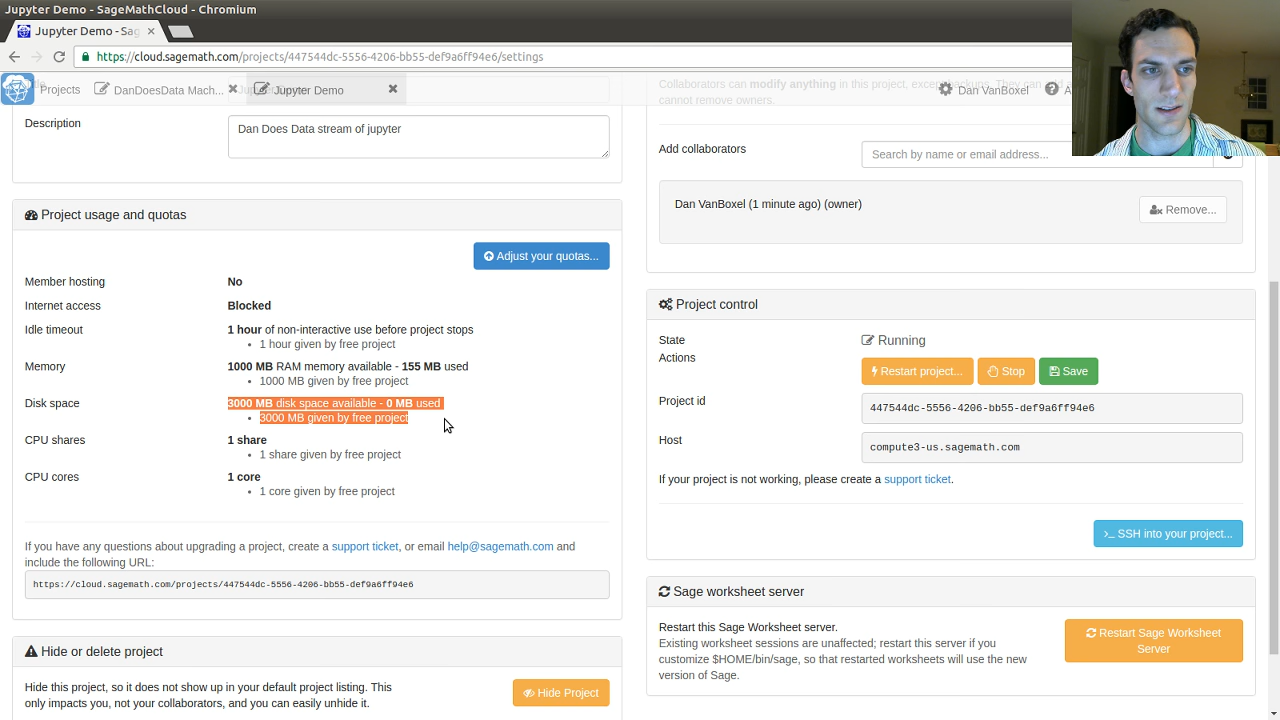 Jupyter Demo - SageMathCloud - Chromium
Jupyter Demo - Sag
https://cloud.sagemath.com/projects/447544dc-5556-4206-bb55-def9a6ff94e6/settings
Projects
DanDoesData Mach...
Jupyter Demo
Dan VanBoxel
Collaborators can modify anything in this project, except backups. They can
cannot remove owners.
Description
Dan Does Data stream of jupyter
Add collaborators
Search by name or email address...
Dan VanBoxel (1 minute ago) (owner)
Remove...
Project usage and quotas
Adjust your quotas...
Member hosting
No
Internet access
Blocked
Idle timeout
1 hour of non-interactive use before project stops
• 1 hour given by free project
Memory
1000 MB RAM memory available - 155 MB used
• 1000 MB given by free project
Disk space
3000 MB disk space available - 0 MB used
• 3000 MB given by free project
CPU shares
1 share
• 1 share given by free project
CPU cores
1 core
• 1 core given by free project
If you have any questions about upgrading a project, create a support ticket, or email help@sagemath.com and
include the following URL:
https://cloud.sagemath.com/projects/447544dc-5556-4206-bb55-def9a6ff94e6
Hide or delete project
Hide this project, so it does not show up in your default project listing. This
only impacts you, not your collaborators, and you can easily unhide it.
Hide Project
Project control
State
Running
Actions
Restart project...
Stop
Save
Project id
447544dc-5556-4206-bb55-def9a6ff94e6
Host
compute3-us.sagemath.com
If your project is not working, please create a support ticket.
>_ SSH into your project...
Sage worksheet server
Restart this Sage Worksheet server.
Existing worksheet sessions are unaffected; restart this server if you
customize $HOME/bin/sage, so that restarted worksheets will use the new
version of Sage.
Restart Sage Worksheet
Server